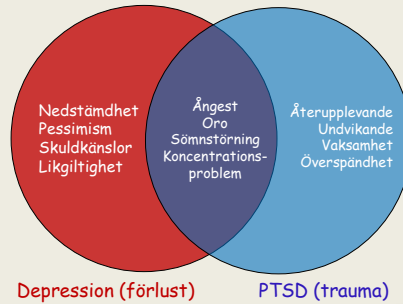 Nedstämdhet
Pessimism
Skuldkänslor
Likgiltighet
Ångest
Oro
Sömnstörning
Koncentrations-
problem
Återupplevande
Undvikande
Vaksamhet
Överspändhet
Depression (förlust)
PTSD (trauma)